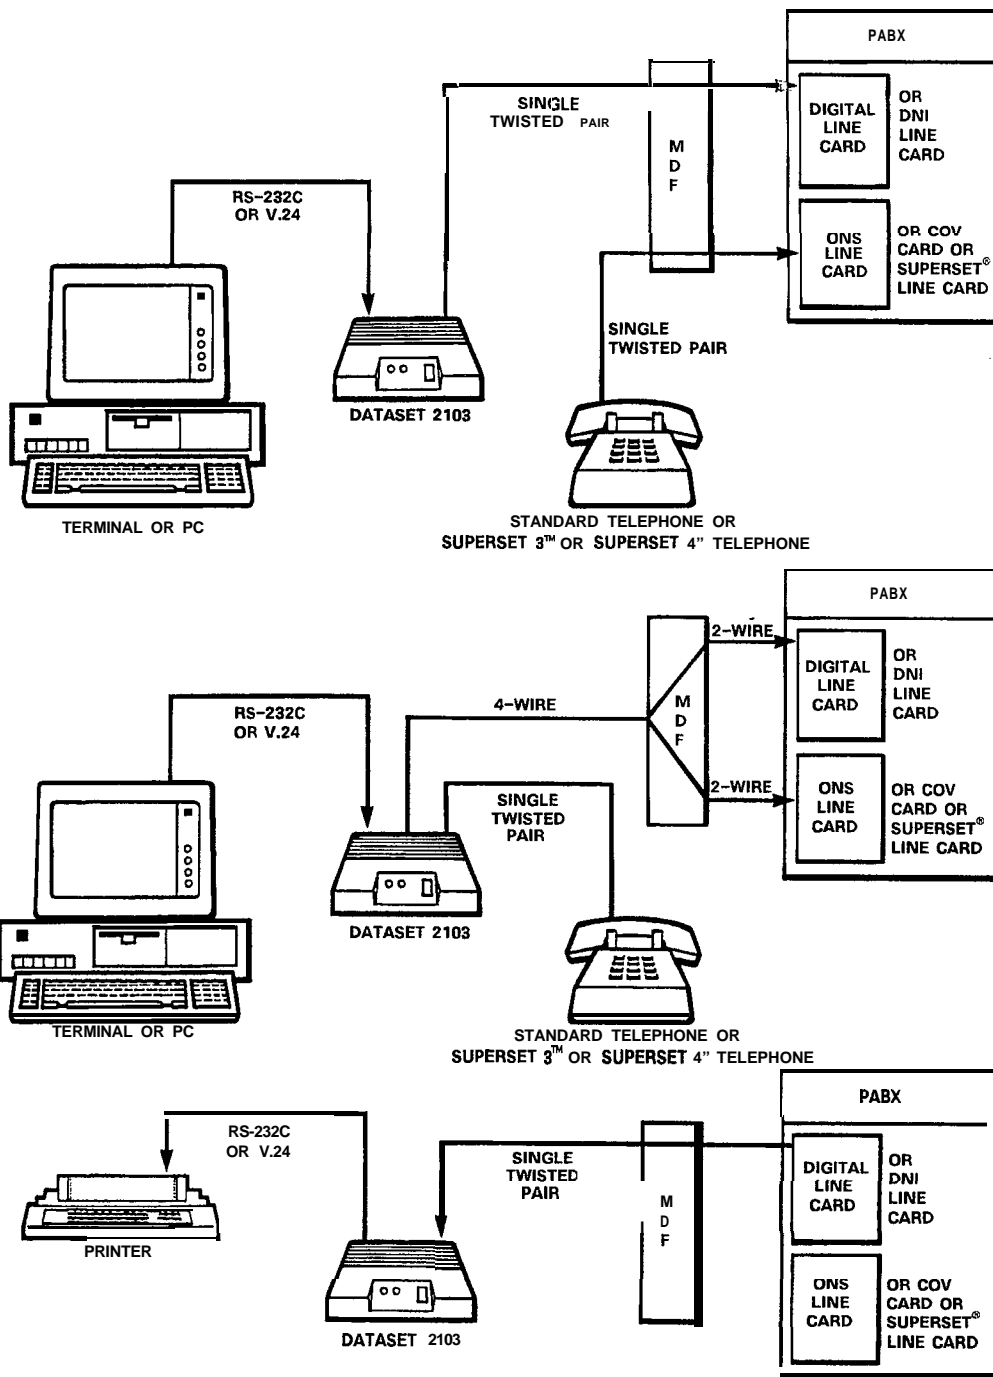 PABX
DIGITAL
LINE
CARD
OR
DNI
LINE
CARD
SINGLE
TWISTED PAIR
M
D
F
RS-232C
OR V.24
ONS
LINE
CARD
OR COV
CARD OR
SUPERSET®
LINE CARD
SINGLE
TWISTED PAIR
DATASET 2103
TERMINAL OR PC
STANDARD TELEPHONE OR
SUPERSET 3™ OR SUPERSET 4” TELEPHONE
PABX
2-WIRE
DIGITAL
LINE
CARD
OR
DNI
LINE
CARD
4-WIRE
M
D
F
RS-232C
OR V.24
2-WIRE
ONS
LINE
CARD
OR COV
CARD OR
SUPERSET®
LINE CARD
SINGLE
TWISTED
PAIR
DATASET 2103
TERMINAL OR PC
STANDARD TELEPHONE OR
SUPERSET 3™ OR SUPERSET 4” TELEPHONE
PABX
RS-232C
OR V.24
SINGLE
TWISTED
PAIR
M
D
F
DIGITAL
LINE
CARD
OR
DNI
LINE
CARD
PRINTER
ONS
LINE
CARD
OR COV
CARD OR
SUPERSET®
LINE CARD
DATASET 2103